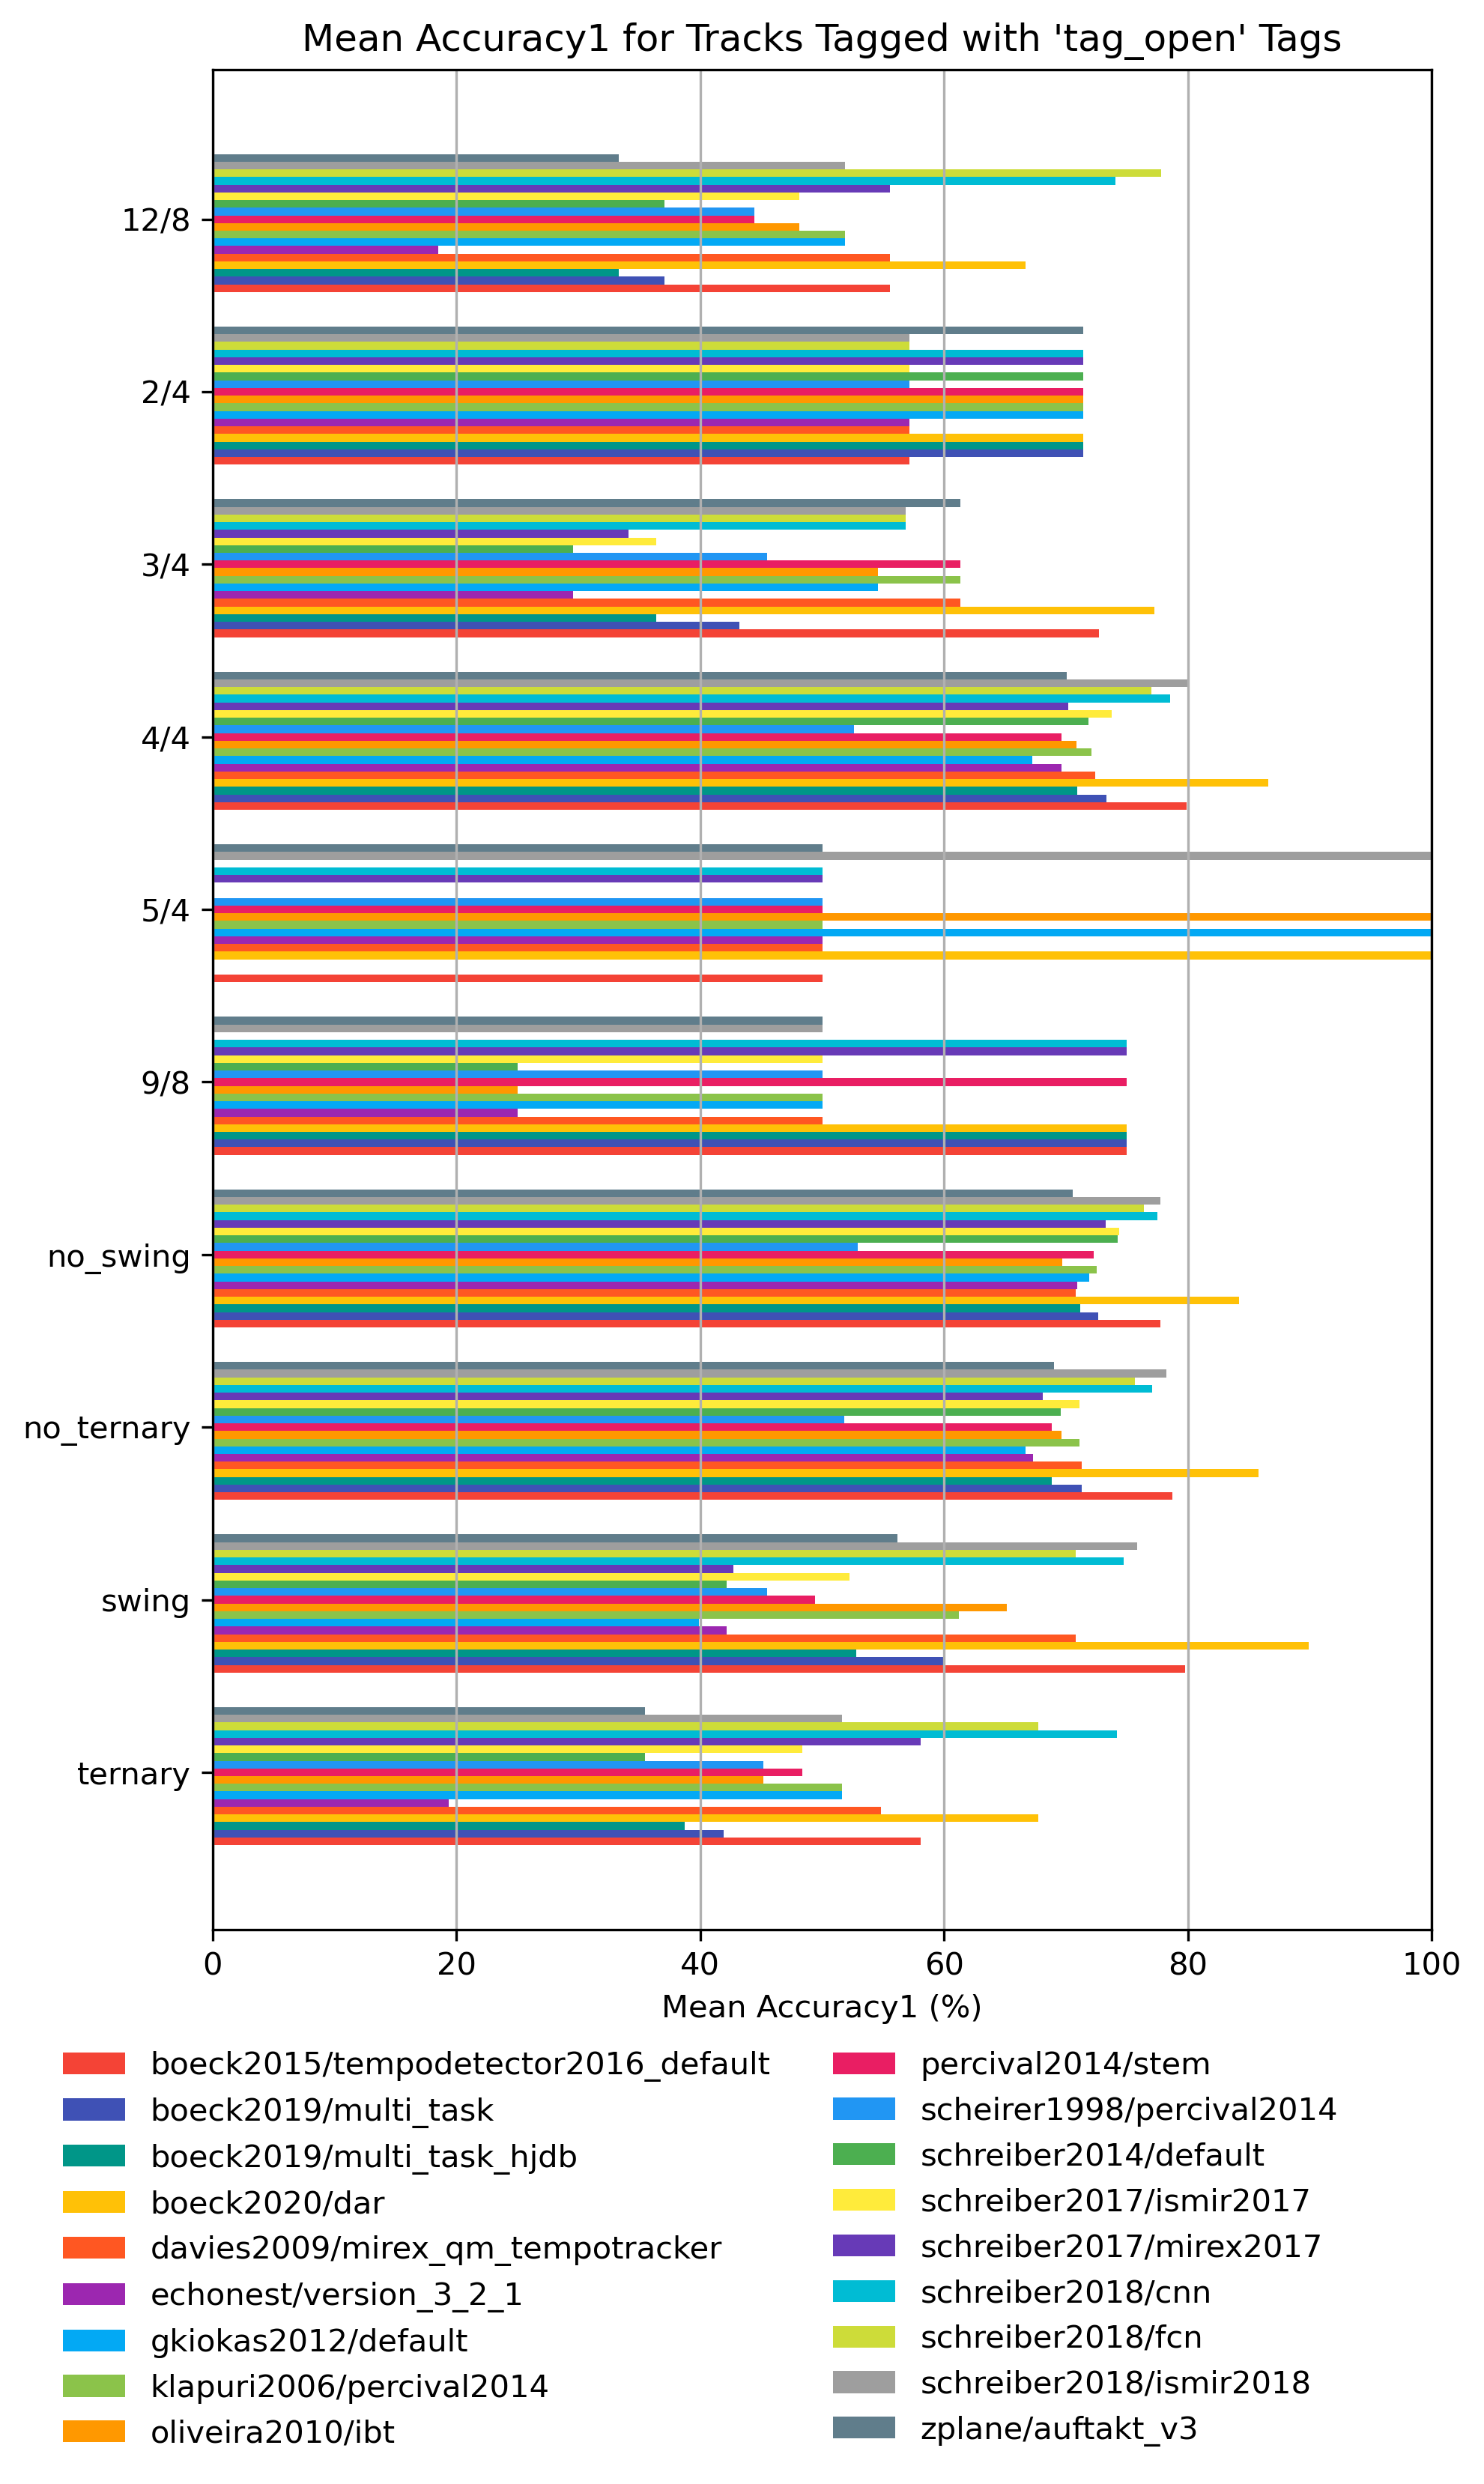 Mean Accuracy1 for Tracks Tagged with 'tag_open' Tags
12/8
2/4
3/4
4/4
5/4
9/8
no_swing
no_ternary
swing
ternary
0 20 40 60 80 100
Mean Accuracy1 (%)
boeck2015/tempodetector2016_default
boeck2019/multi_task
boeck2019/multi_task_hjdb
boeck2020/dar
davies2009/mirex_qm_tempotracker
echonest/version_3_2_1
gkiokas2012/default
klapuri2006/percival2014
oliveira2010/ibt
percival2014/stem
scheirer1998/percival2014
schreiber2014/default
schreiber2017/ismir2017
schreiber2017/mirex2017
schreiber2018/cnn
schreiber2018/fcn
schreiber2018/ismir2018
zplane/auftakt_v3